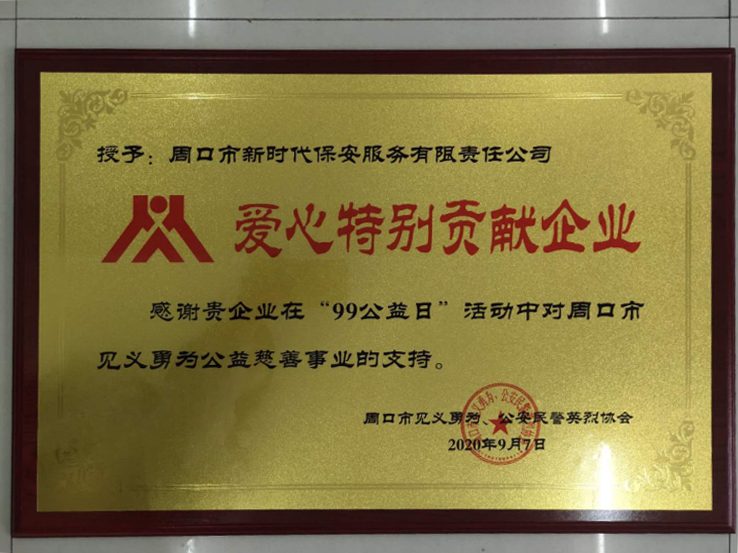 授予：周口市新时代保安服务有限责任公司
爱心特别贡献企业
感谢贵企业在“99公益日”活动中对周口市
见义勇为公益慈善事业的支持。
周口市见义勇为、公安民警英烈协会
2020年9月7日